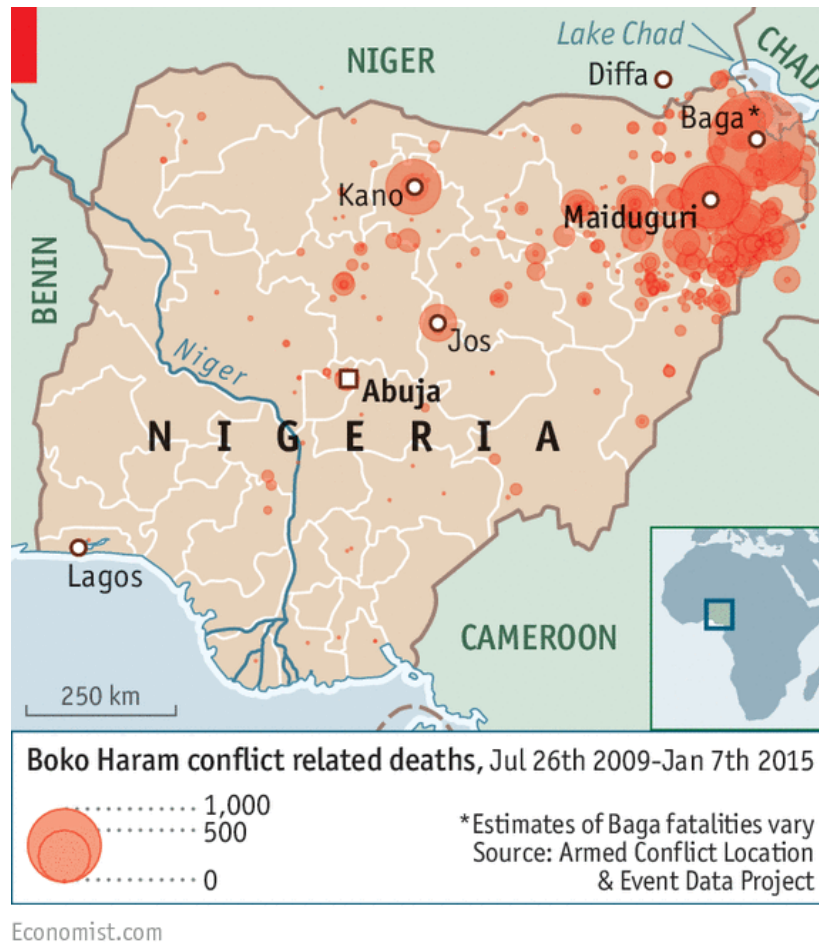 NIGER
Lake Chad
CHAD
Diffa
Baga*
Kano
Maiduguri
BENIN
Niger
Jos
Abuja
NIGERIA
Lagos
CAMEROON
250 km
Boko Haram conflict related deaths, Jul 26th 2009-Jan 7th 2015
1,000
500
0
*Estimates of Baga fatalities vary
Source: Armed Conflict Location
& Event Data Project
Economist.com